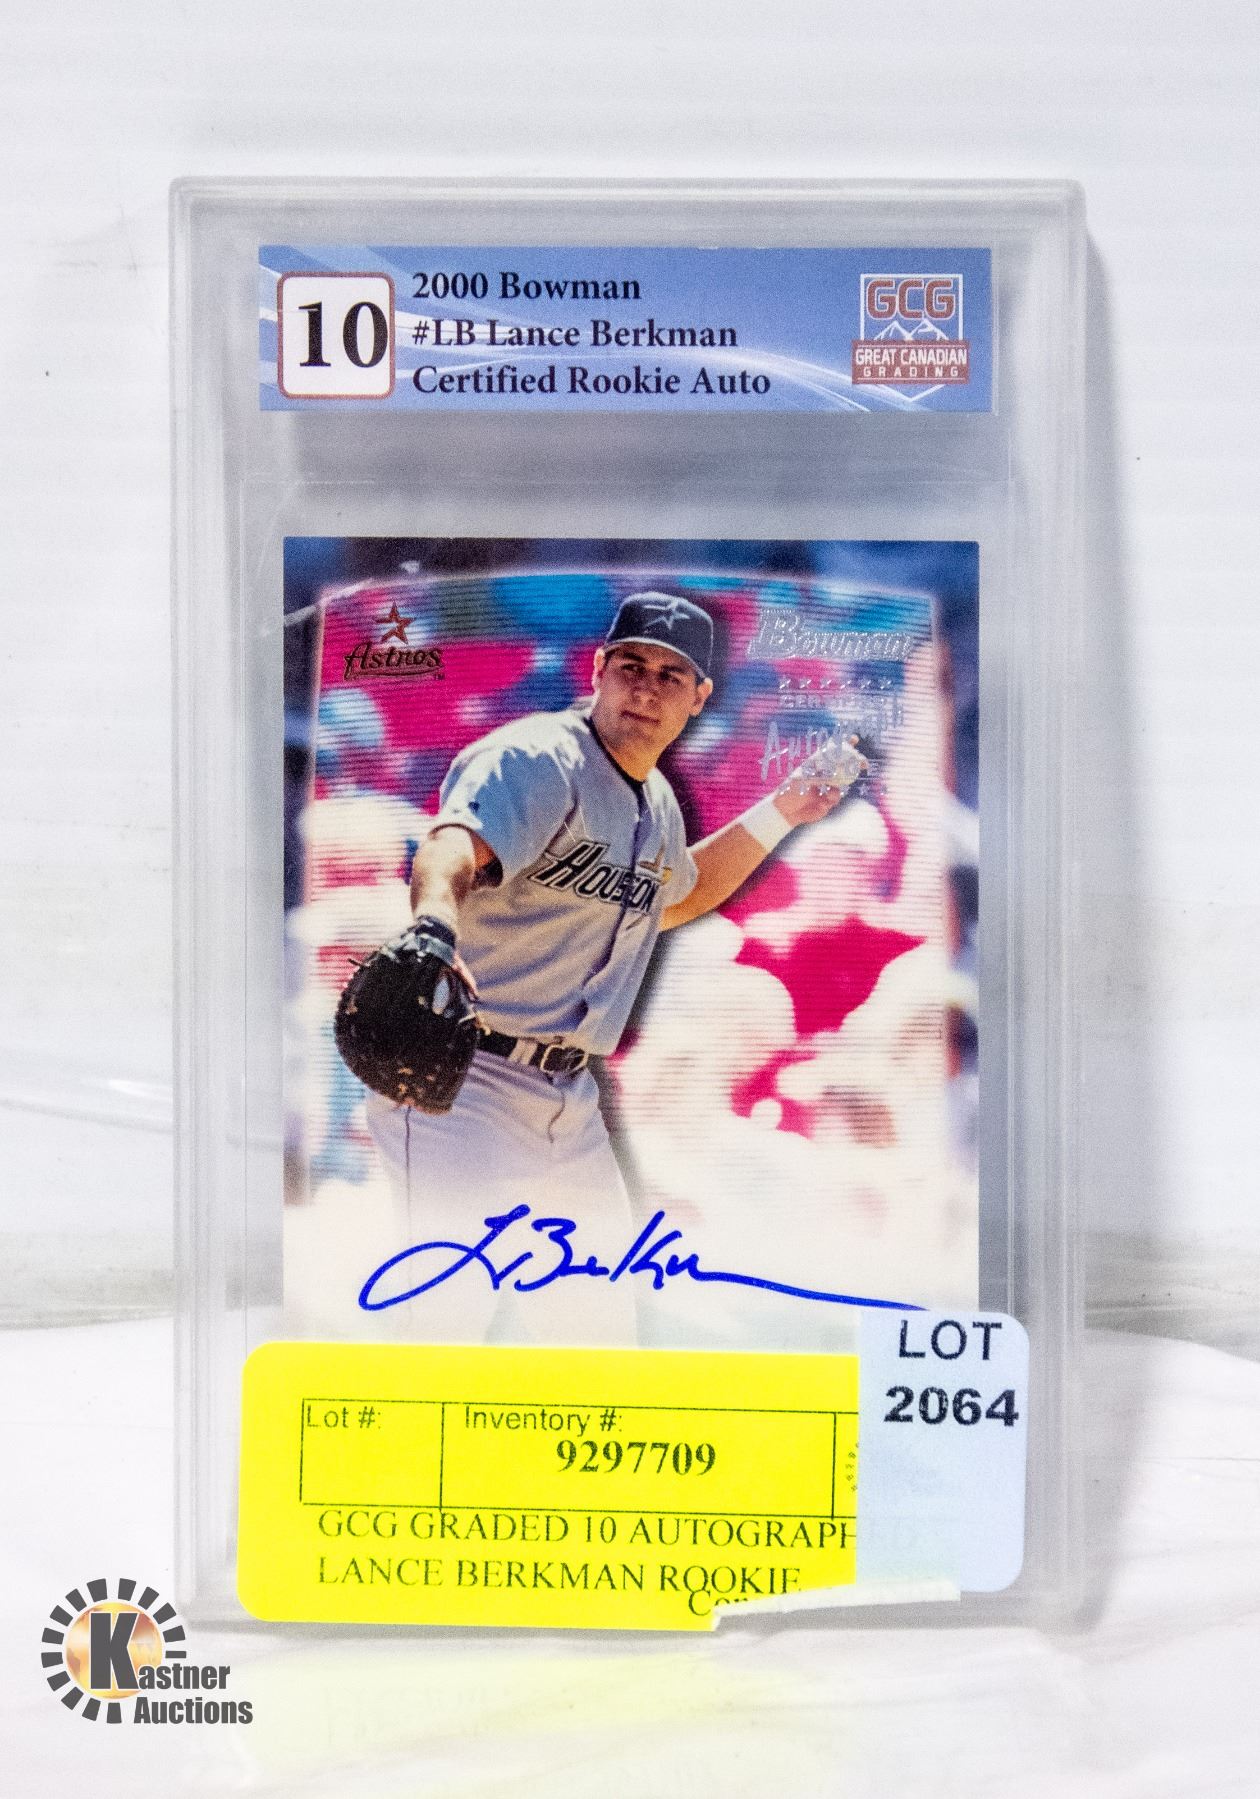 10
2000 Bowman
#LB Lance Berkman
Certified Rookie Auto
GCG
GREAT CANADIAN
GRADING
Astros
Bowman
HOUSTON
L Berkman
LOT
2064
Lot #:
Inventory #:
9297709
GCG GRADED 10 AUTOGRAPH
LANCE BERKMAN ROOKIE
Kastner
Auctions